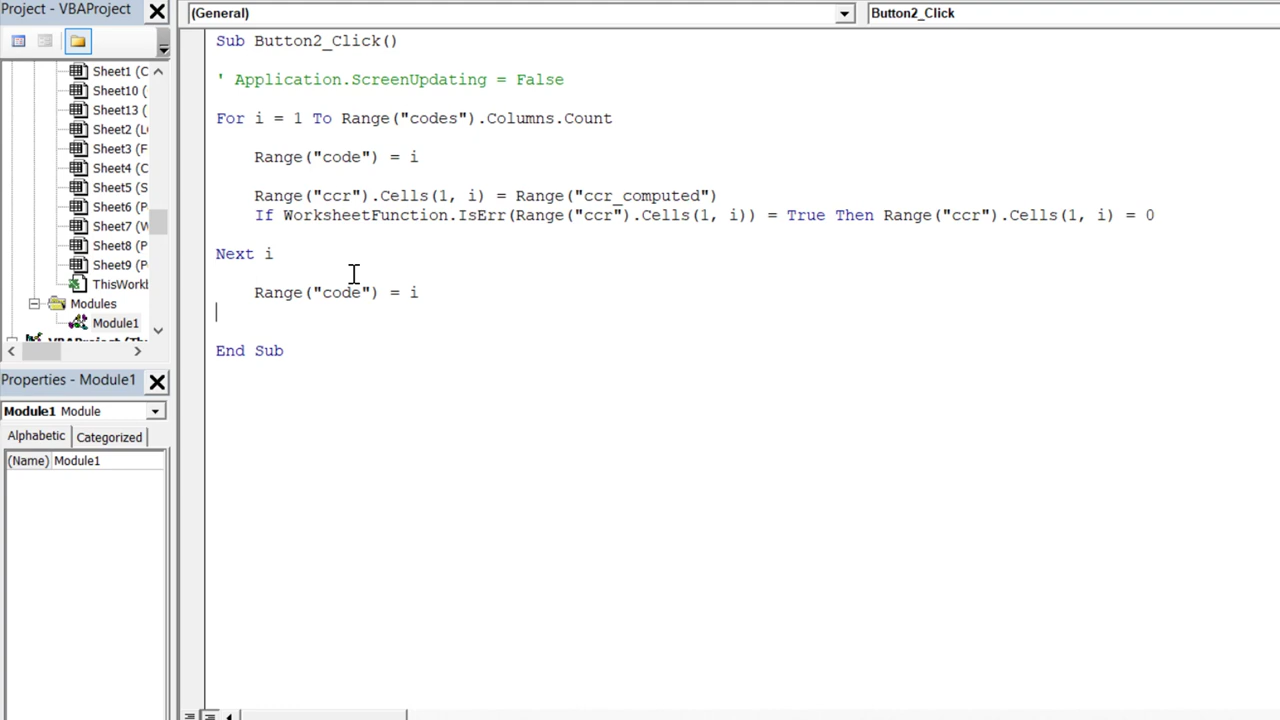 Project - VBAProject
(General)
Button2_Click
Sheet1 (C
Sheet10 (
Sheet13 (
Sheet2 (L
Sheet3 (F
Sheet4 (C
Sheet5 (S
Sheet6 (P
Sheet7 (W
Sheet8 (P
Sheet9 (P
ThisWorkb
Modules
Module1
Properties - Module1
Module1 Module
Alphabetic
Categorized
(Name) Module1
Sub Button2_Click()
' Application.ScreenUpdating = False
For i = 1 To Range("codes").Columns.Count
Range("code") = i
Range("ccr").Cells(1, i) = Range("ccr_computed")
If WorksheetFunction.IsErr(Range("ccr").Cells(1, i)) = True Then Range("ccr").Cells(1, i) = 0
Next i
Range("code") = i
End Sub